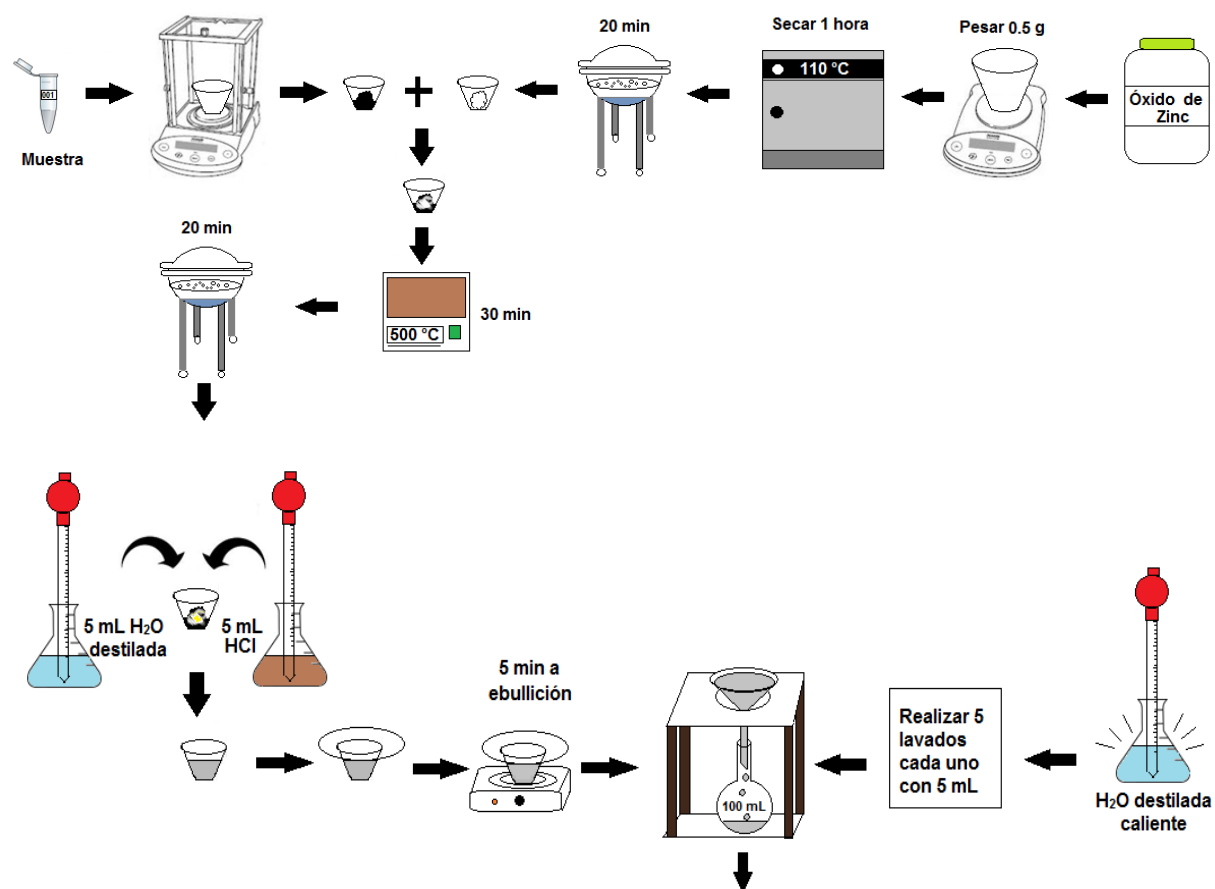 Muestra
001
20 min
Secar 1 hora
110 °C
Pesar 0.5 g
Óxido de
Zinc
20 min
500 °C
30 min
5 mL H₂O
destilada
5 mL
HCl
5 min a
ebullición
100 mL
Realizar 5
lavados
cada uno
con 5 mL
H₂O destilada
caliente